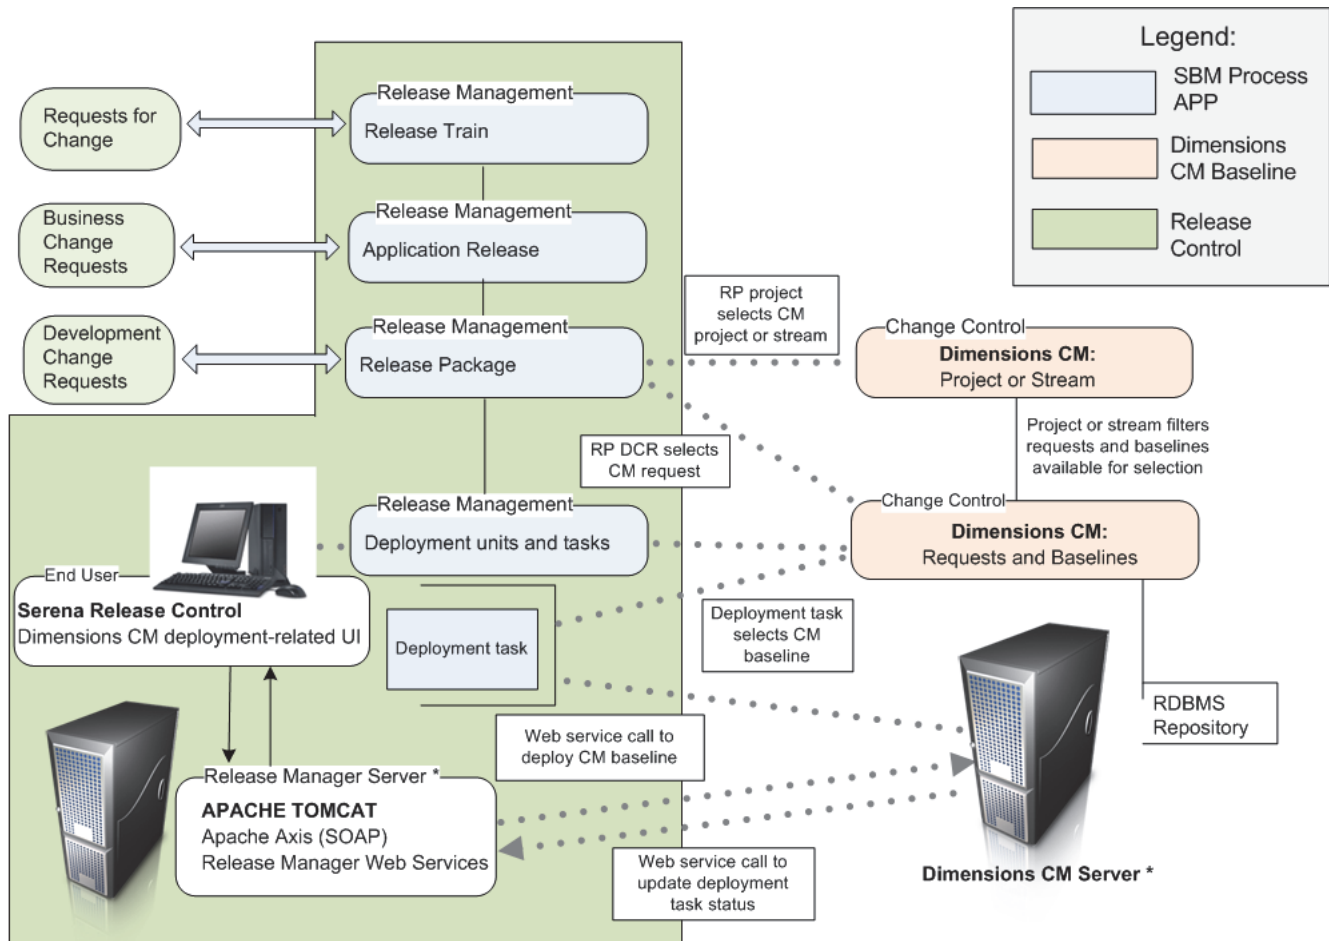 Legend:
SBM Process
APP
Dimensions
CM Baseline
Release
Control
Requests for
Change
Release Management
Release Train
Business
Change
Requests
Release Management
Application Release
Development
Change
Requests
Release Management
Release Package
RP project
selects CM
project or stream
Change Control
Dimensions CM:
Project or Stream
Project or stream filters
requests and baselines
available for selection
RP DCR selects
CM request
Release Management
Deployment units and tasks
Change Control
Dimensions CM:
Requests and Baselines
End User
Serena Release Control
Dimensions CM deployment-related UI
Deployment task
Deployment task
selects CM
baseline
RDBMS
Repository
Web service call to
deploy CM baseline
Release Manager Server *
APACHE TOMCAT
Apache Axis (SOAP)
Release Manager Web Services
Web service call to
update deployment
task status
Dimensions CM Server *